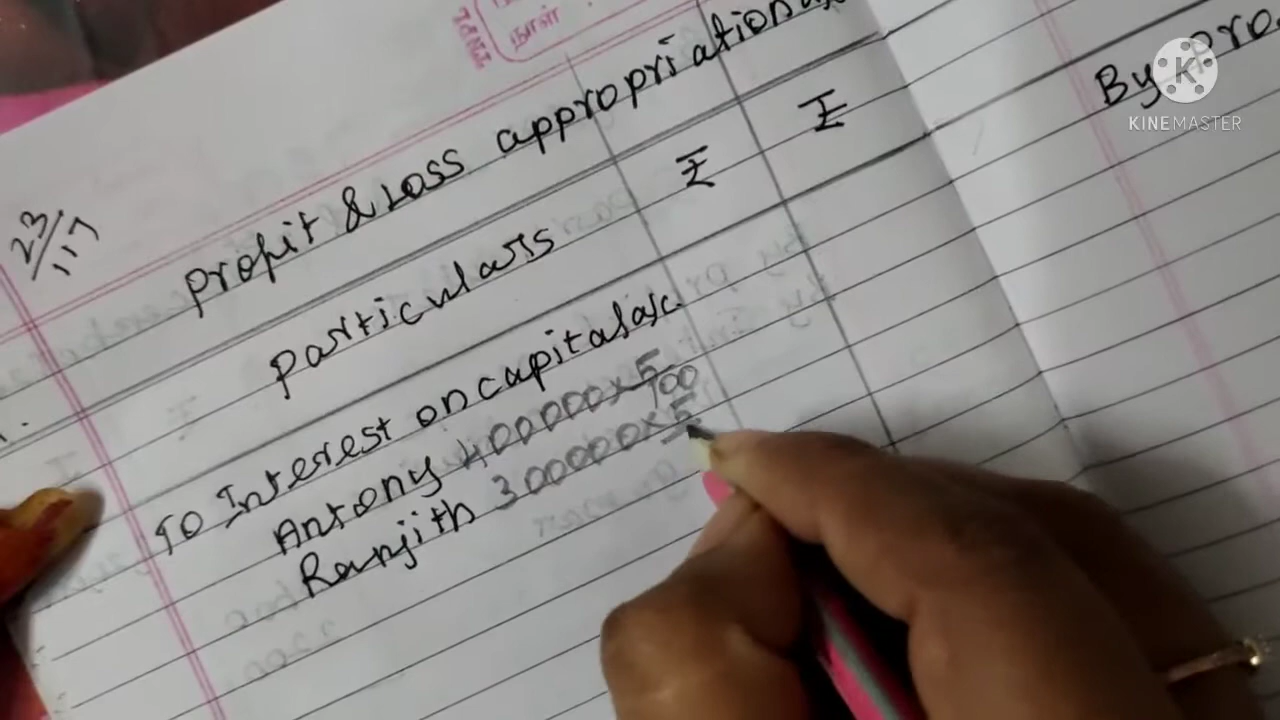 TNPL
நாள்
23/117
Profit & Loss appropriation
Particulars ₹ ₹
By Pro
To Interest on capital a/c.
Antony 400000 × 5/100
Ranjith 300000 × 5
K
KINEMASTER